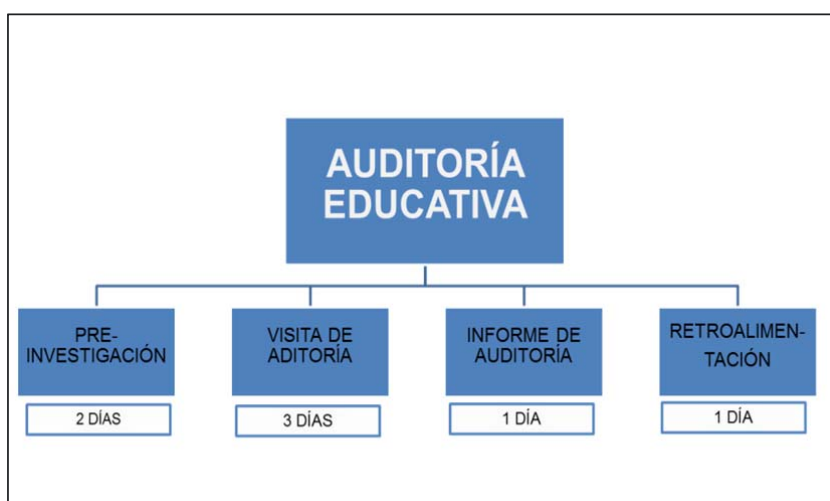 AUDITORÍA
EDUCATIVA
PRE-
INVESTIGACIÓN
2 DÍAS
VISITA DE
ADITORÍA
3 DÍAS
INFORME DE
AUDITORÍA
1 DÍA
RETROALIMEN-
TACIÓN
1 DÍA